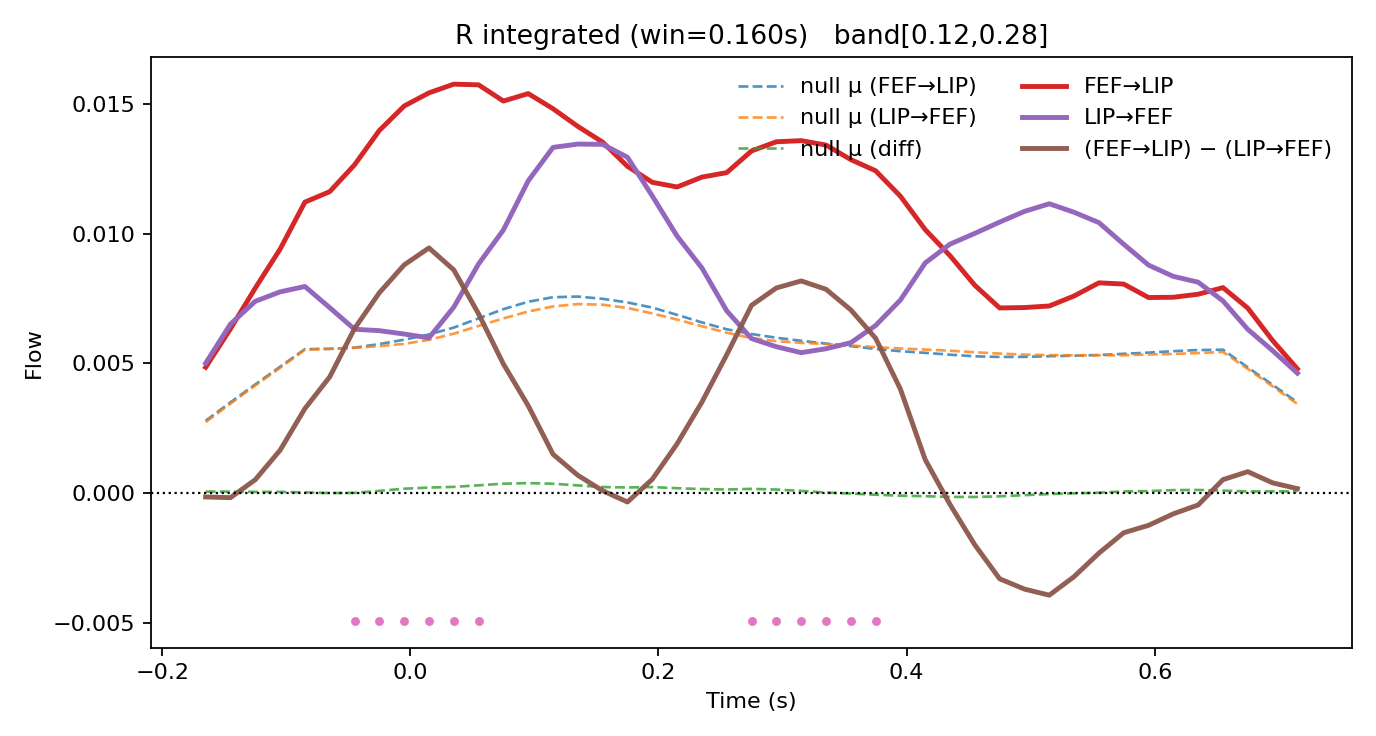 R integrated (win=0.160s)   band[0.12,0.28]
null μ (FEF→LIP)
null μ (LIP→FEF)
null μ (diff)
FEF→LIP
LIP→FEF
(FEF→LIP) − (LIP→FEF)
Flow
0.015
0.010
0.005
0.000
−0.005
−0.2
0.0
0.2
0.4
0.6
Time (s)